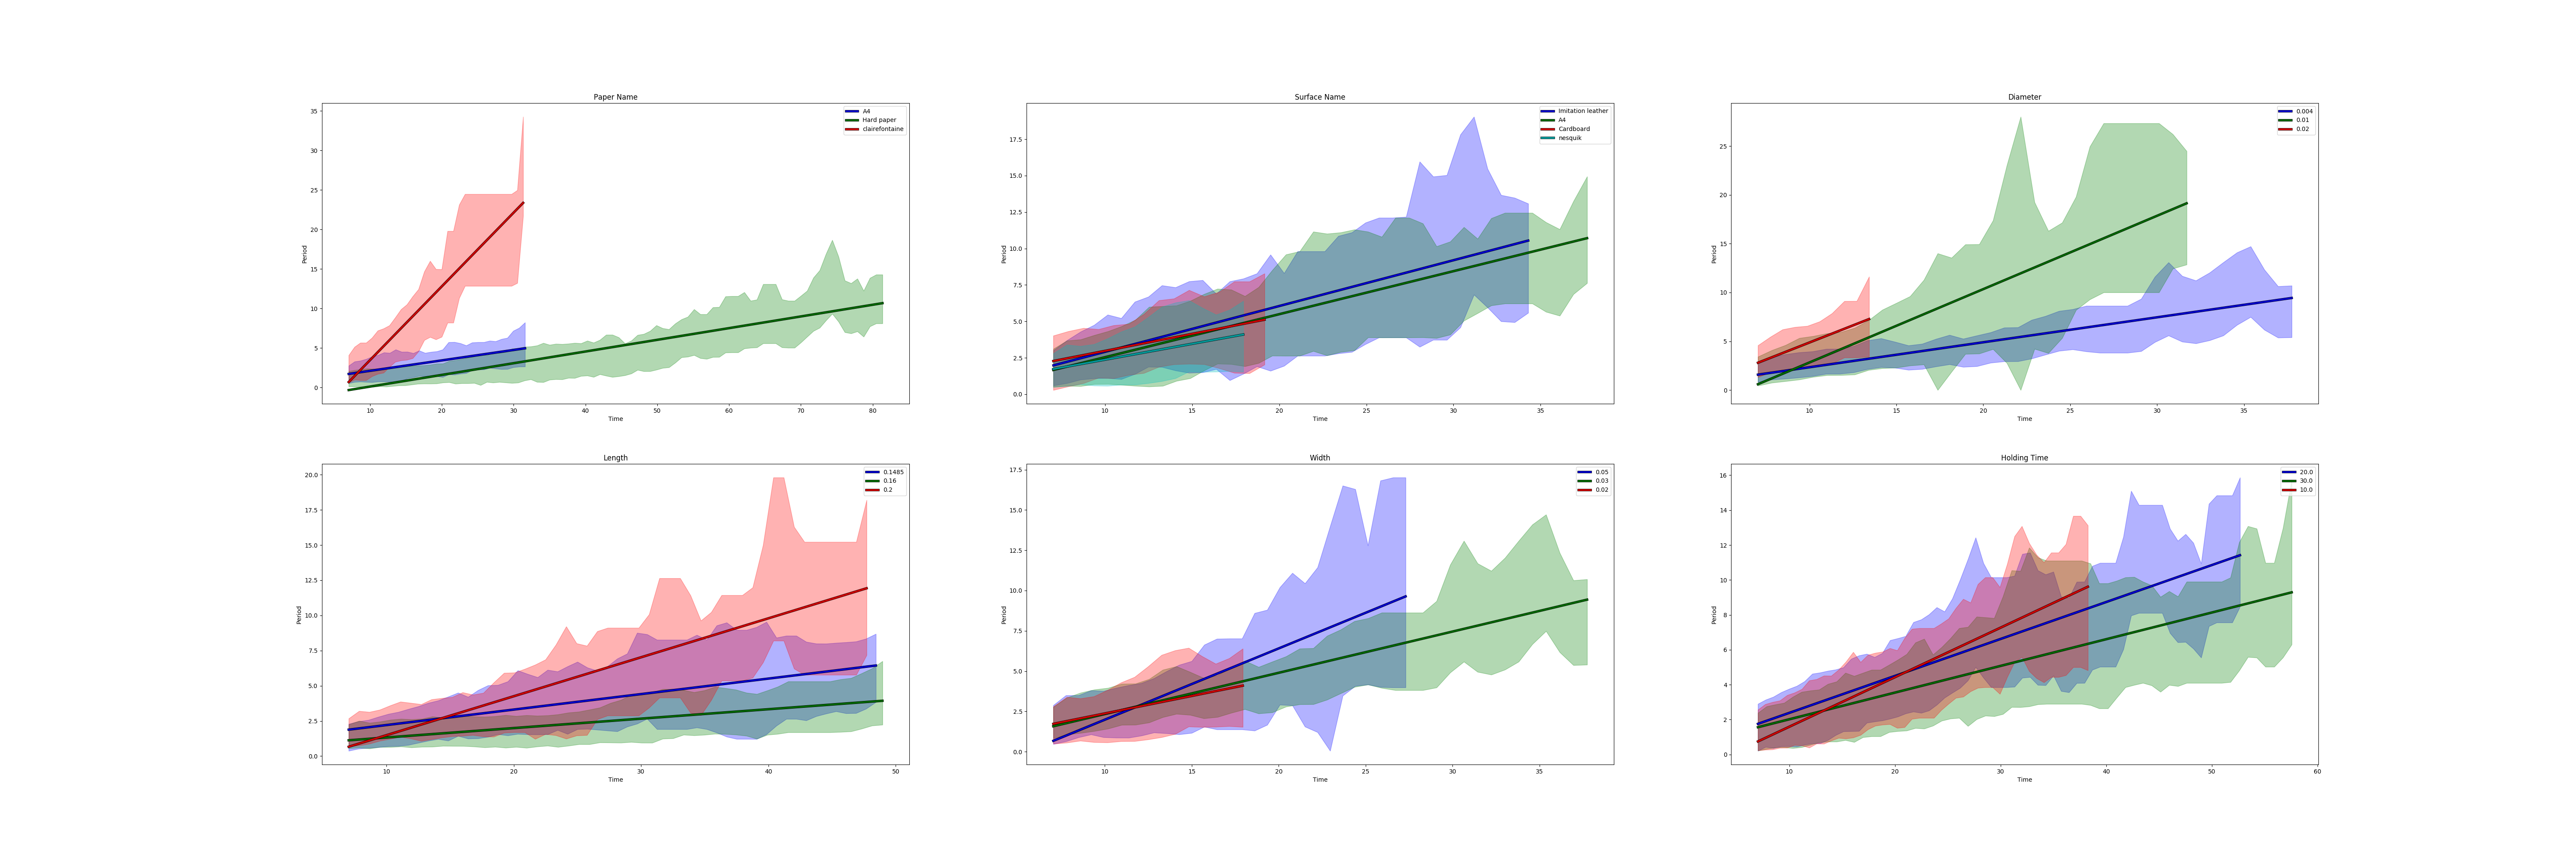 Paper Name
A4
Hard paper
clairefontaine
35
30
25
20
15
10
5
0
Period
10 20 30 40 50 60 70 80
Time
Surface Name
Imitation leather
A4
Cardboard
nesquik
17.5
15.0
12.5
10.0
7.5
5.0
2.5
0.0
Period
10 15 20 25 30 35
Time
Diameter
0.004
0.01
0.02
25
20
15
10
5
0
Period
10 15 20 25 30 35
Time
Length
0.1485
0.16
0.2
20.0
17.5
15.0
12.5
10.0
7.5
5.0
2.5
0.0
Period
10 20 30 40 50
Time
Width
0.05
0.03
0.02
17.5
15.0
12.5
10.0
7.5
5.0
2.5
0.0
Period
10 15 20 25 30 35
Time
Holding Time
20.0
30.0
10.0
16
14
12
10
8
6
4
2
0
Period
10 20 30 40 50 60
Time